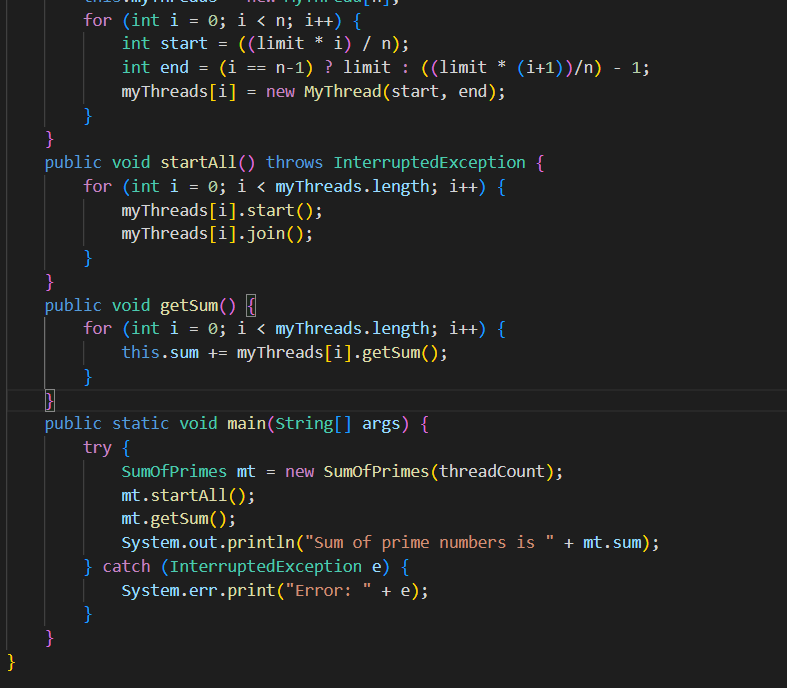 this.myThreads = new MyThread[n];
for (int i = 0; i < n; i++) {
int start = ((limit * i) / n);
int end = (i == n-1) ? limit : ((limit * (i+1))/n) - 1;
myThreads[i] = new MyThread(start, end);
}
}
public void startAll() throws InterruptedException {
for (int i = 0; i < myThreads.length; i++) {
myThreads[i].start();
myThreads[i].join();
}
}
public void getSum() {
for (int i = 0; i < myThreads.length; i++) {
this.sum += myThreads[i].getSum();
}
}
public static void main(String[] args) {
try {
SumOfPrimes mt = new SumOfPrimes(threadCount);
mt.startAll();
mt.getSum();
System.out.println("Sum of prime numbers is " + mt.sum);
} catch (InterruptedException e) {
System.err.print("Error: " + e);
}
}
}